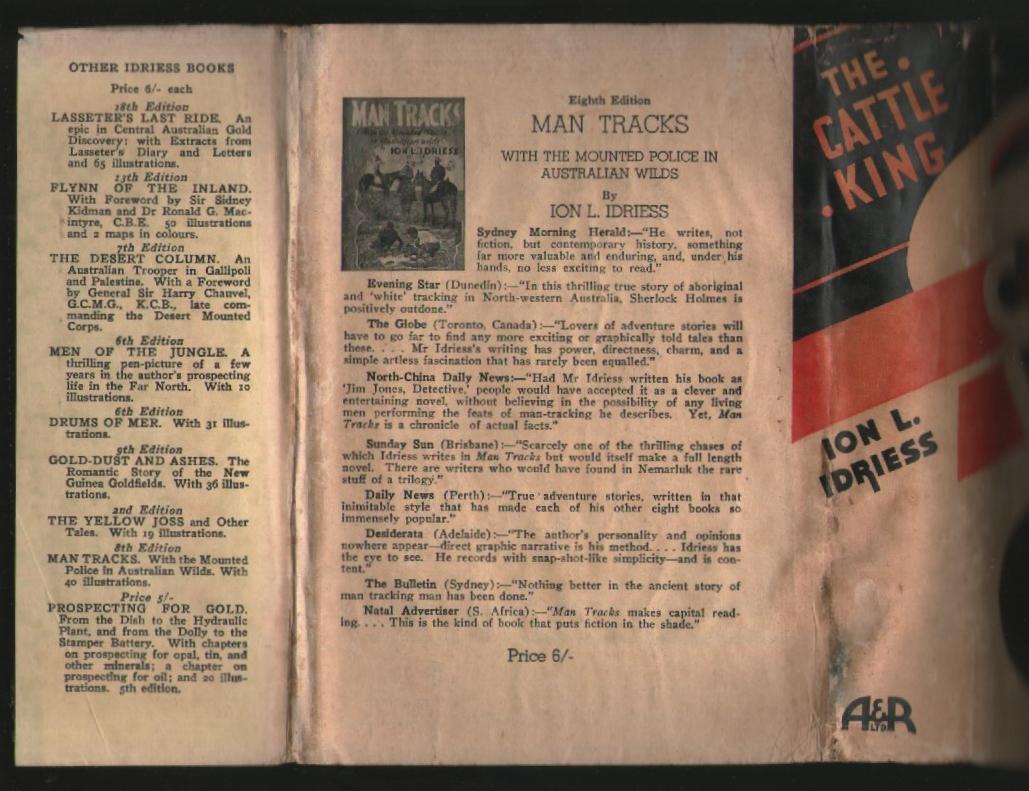 OTHER IDRIESS BOOKS
Price 6/- each
18th Edition
LASSETER'S LAST RIDE. An
epic in Central Australian Gold
Discovery: with Extracts from
Lasseter's Diary and Letters
and 65 illustrations.
13th Edition
FLYNN OF THE INLAND.
With Foreword by Sir Sidney
Kidman and Dr Ronald G. Mac-
intyre, C.B.E. 50 illustrations
and 2 maps in colours.
7th Edition
THE DESERT COLUMN. An
Australian Trooper in Gallipoli
and Palestine. With a Foreword
by General Sir Harry Chauvel,
G.C.M.G., K.C.B., late com-
manding the Desert Mounted
Corps.
6th Edition
MEN OF THE JUNGLE. A
thrilling pen-picture of a few
years in the author's prospecting
life in the Far North. With 10
illustrations.
6th Edition
DRUMS OF MER. With 31 illus-
trations.
9th Edition
GOLD-DUST AND ASHES. The
Romantic Story of the New
Guinea Goldfields. With 36 illus-
trations.
2nd Edition
THE YELLOW JOSS and Other
Tales. With 19 illustrations.
8th Edition
MAN TRACKS. With the Mounted
Police in Australian Wilds. With
40 illustrations.
Price 5/-
PROSPECTING FOR GOLD.
From the Dish to the Hydraulic
Plant, and from the Dolly to the
Stamper Battery. With chapters
on prospecting for opal, tin, and
other minerals; a chapter on
prospecting for oil; and 20 illus-
trations. 5th edition.
MAN TRACKS
ION L. IDRIESS
Eighth Edition
MAN TRACKS
WITH THE MOUNTED POLICE IN
AUSTRALIAN WILDS
By
ION L. IDRIESS
Sydney Morning Herald:—"He writes, not
fiction, but contemporary history, something
far more valuable and enduring, and, under his
hands, no less exciting to read."
Evening Star (Dunedin):—"In this thrilling true story of aboriginal
and 'white' tracking in North-western Australia, Sherlock Holmes is
positively outdone."
The Globe (Toronto, Canada):—"Lovers of adventure stories will
have to go far to find any more exciting or graphically told tales than
these. . . . Mr Idriess's writing has power, directness, charm, and a
simple artless fascination that has rarely been equalled."
North-China Daily News:—"Had Mr Idriess written his book as
'Jim Jones, Detective,' people would have accepted it as a clever and
entertaining novel, without believing in the possibility of any living
men performing the feats of man-tracking he describes. Yet, Man
Tracks is a chronicle of actual facts."
Sunday Sun (Brisbane):—"Scarcely one of the thrilling chases of
which Idriess writes in Man Tracks but would itself make a full length
novel. There are writers who would have found in Nemarluk the rare
stuff of a trilogy."
Daily News (Perth):—"True adventure stories, written in that
inimitable style that has made each of his other eight books so
immensely popular."
Desiderata (Adelaide):—"The author's personality and opinions
nowhere appear—direct graphic narrative is his method. . . . Idriess has
the eye to see. He records with snap-shot-like simplicity—and is con-
tent."
The Bulletin (Sydney):—"Nothing better in the ancient story of
man tracking man has been done."
Natal Advertiser (S. Africa):—"Man Tracks makes capital read-
ing. . . . This is the kind of book that puts fiction in the shade."
Price 6/-
THE.
CATTLE
.KING
ION L.
IDRIESS
A&R
LTD